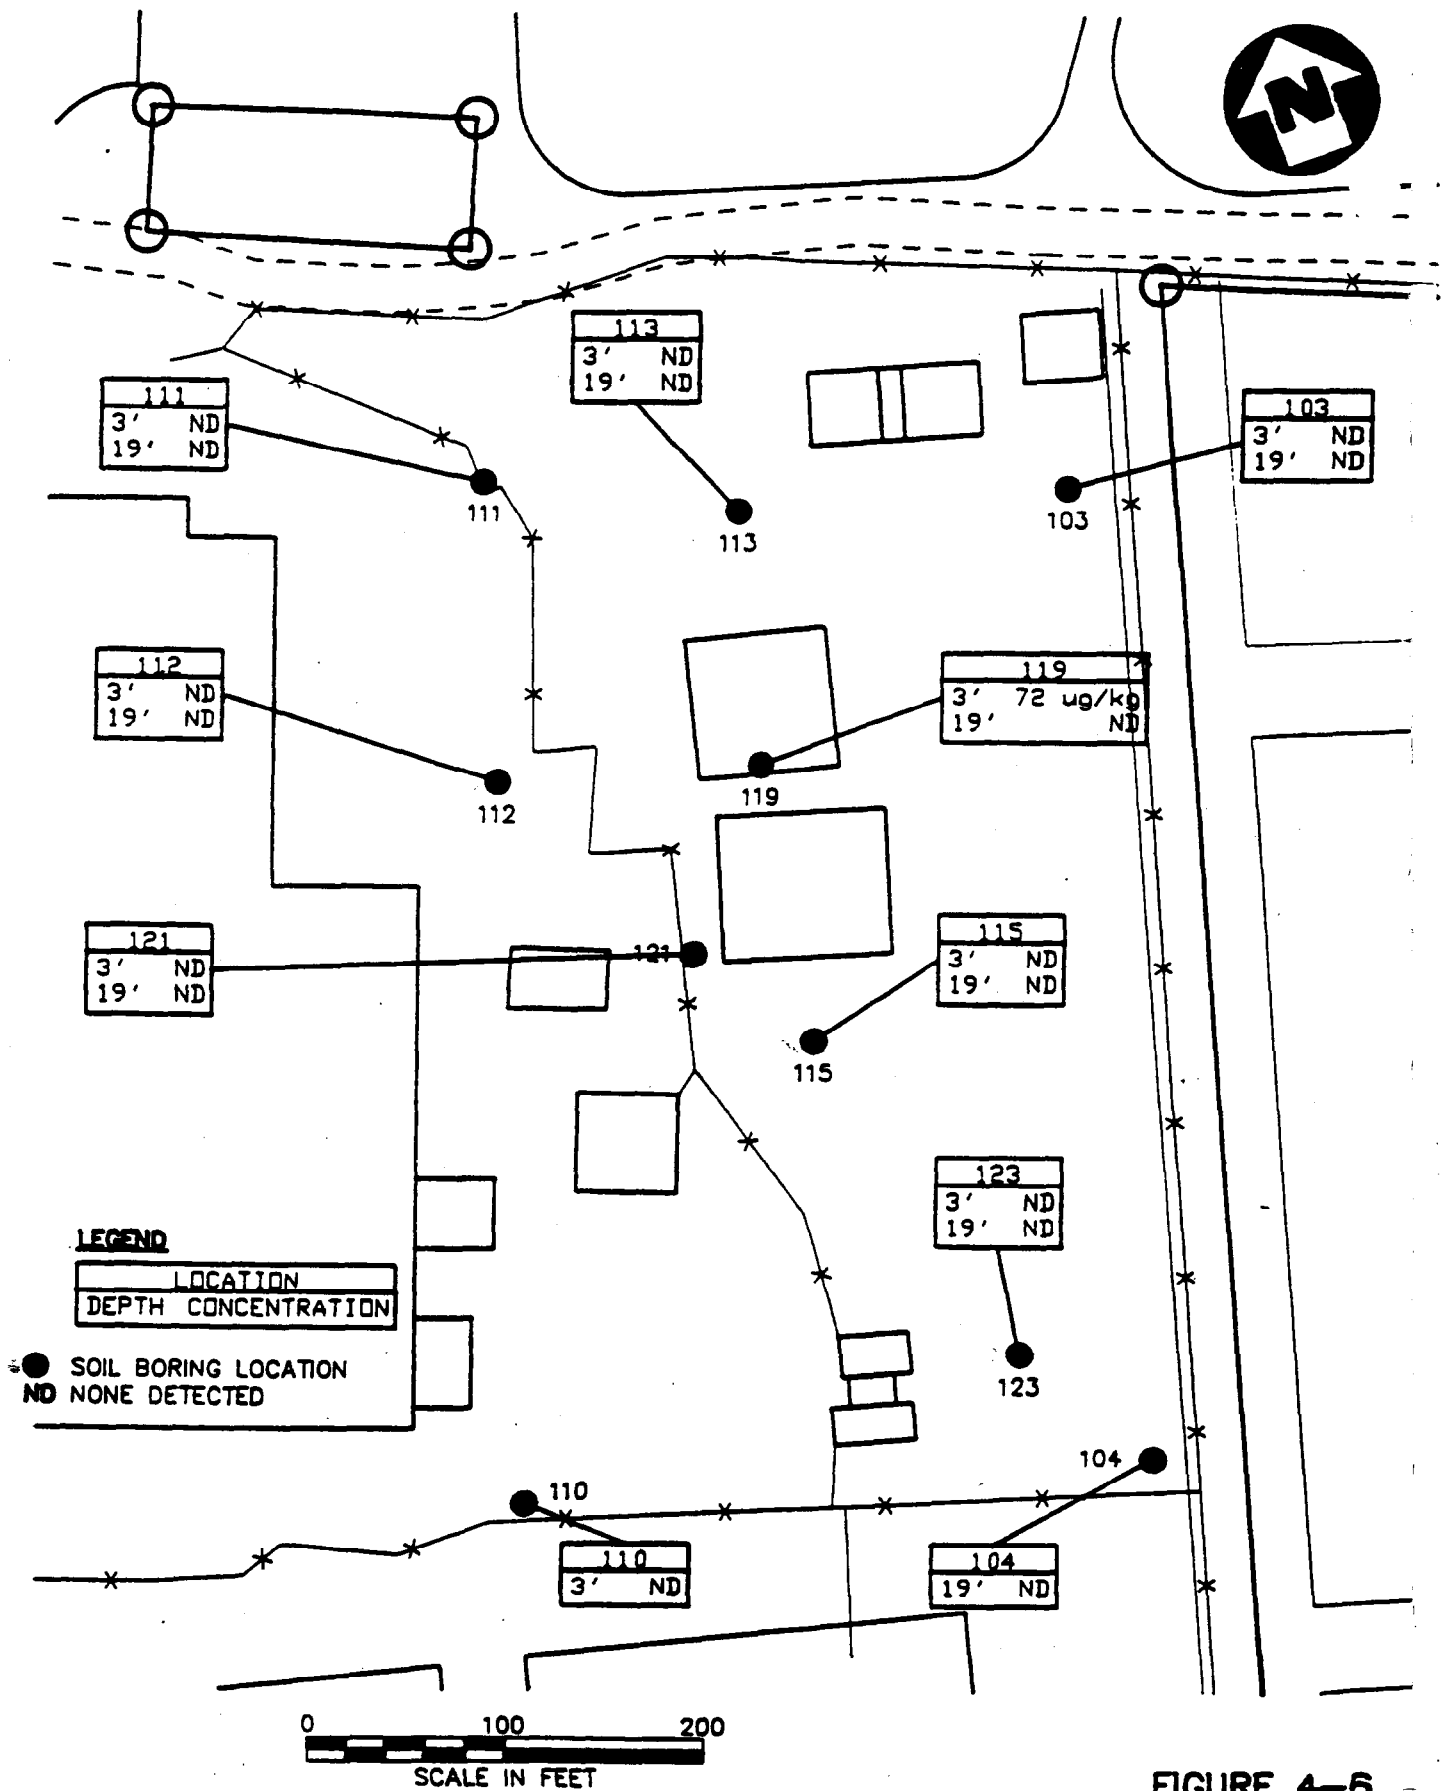 N
113
3' ND
19' ND
111
3' ND
19' ND
103
3' ND
19' ND
111
113
103
112
3' ND
19' ND
119
3' 72 ug/kg
19' ND
119
112
121
3' ND
19' ND
121
115
3' ND
19' ND
115
123
3' ND
19' ND
LEGEND
LOCATION
DEPTH CONCENTRATION
SOIL BORING LOCATION
ND NONE DETECTED
123
104
110
110
3' ND
104
19' ND
0 100 200
SCALE IN FEET
FIGURE 4-6